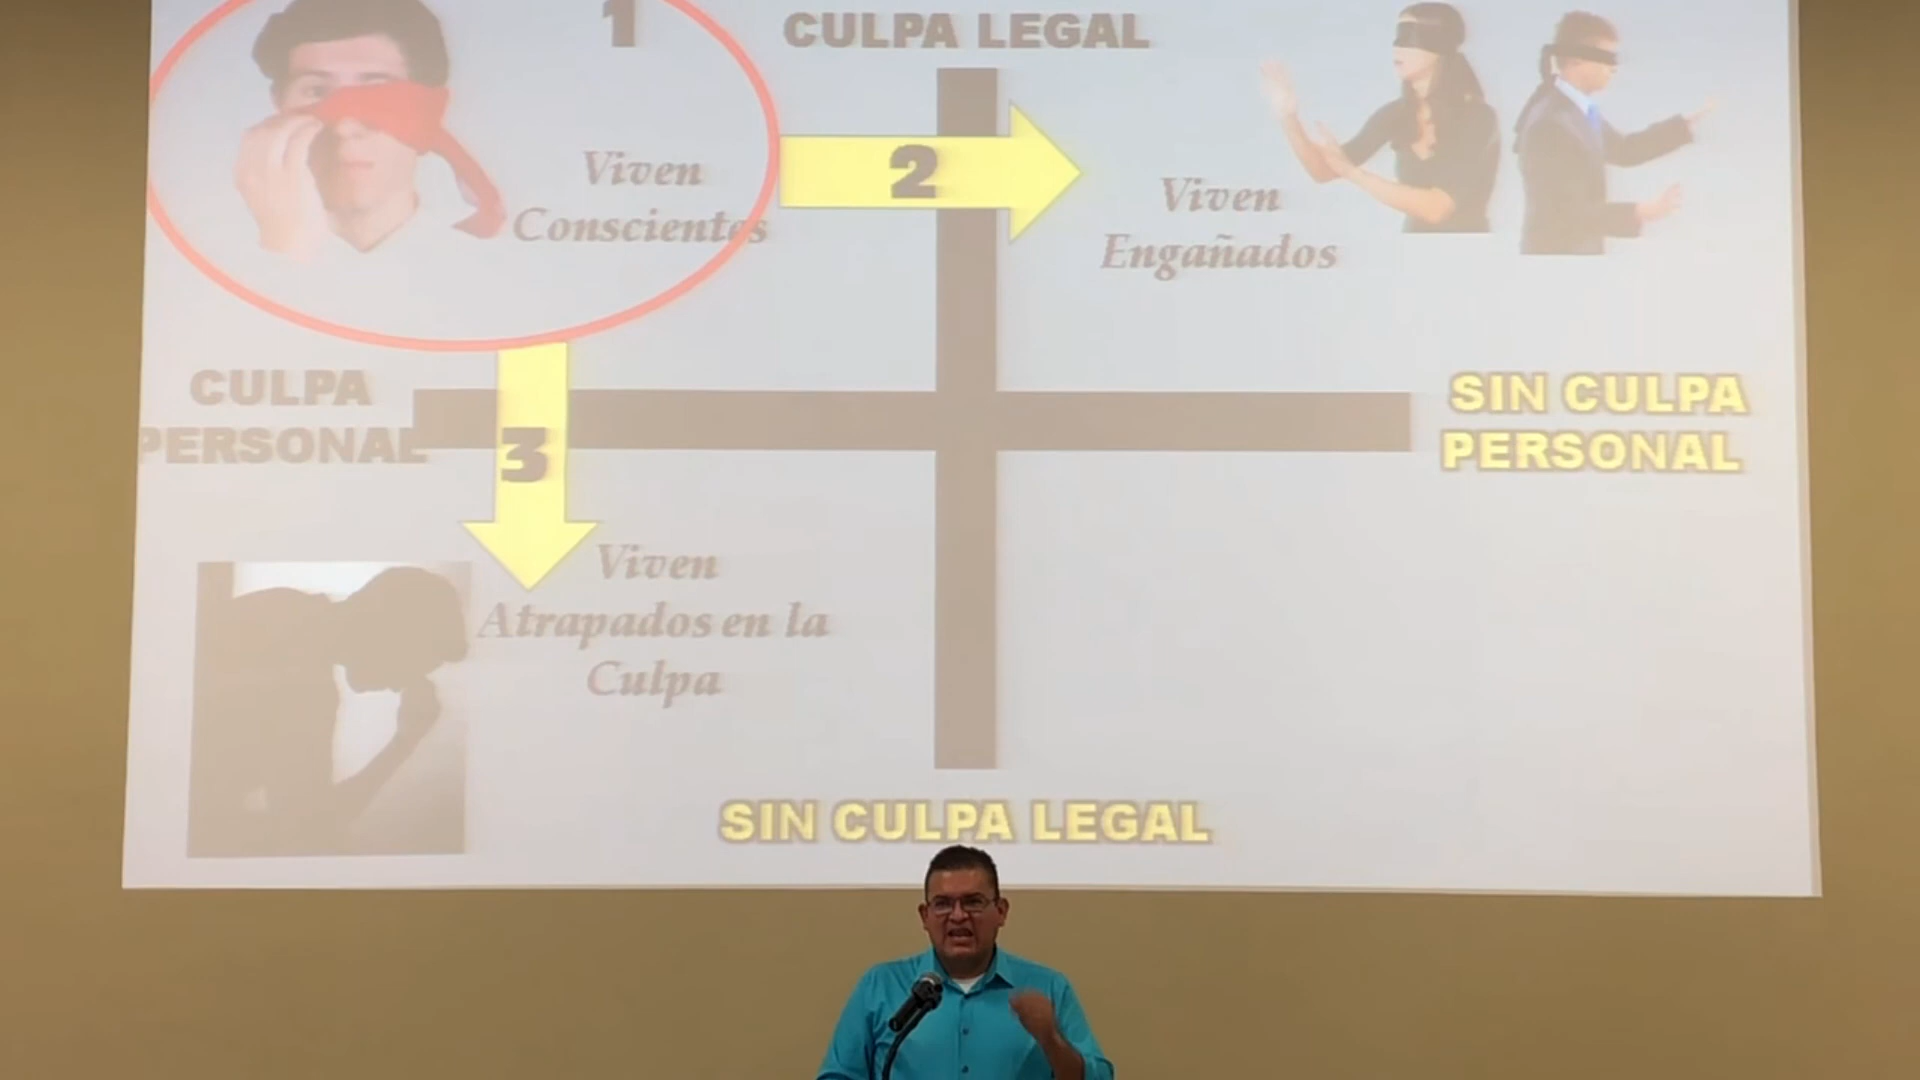 1
CULPA LEGAL
Viven
Conscientes
2
Viven
Engañados
CULPA
PERSONAL
3
SIN CULPA
PERSONAL
Viven
Atrapados en la
Culpa
SIN CULPA LEGAL